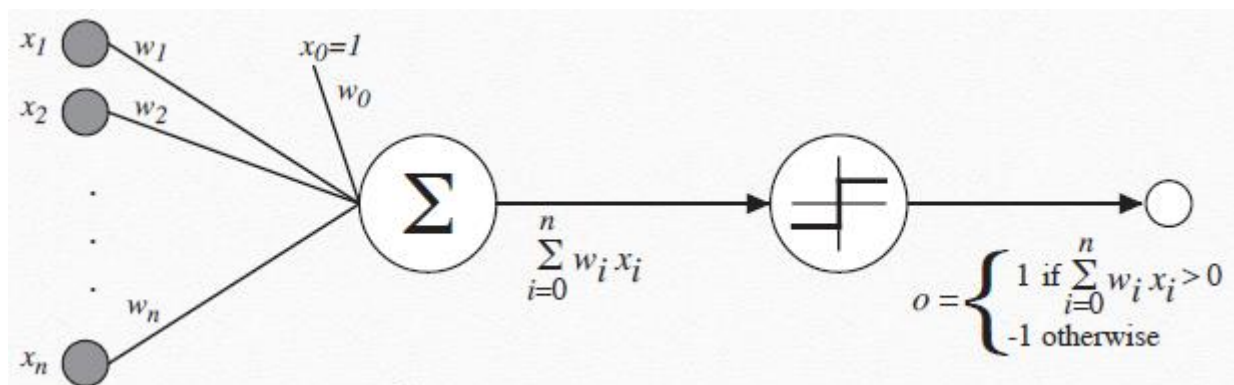 x1
w1
x0=1
w0
x2
w2
.
.
.
wn
xn
Σ
n
Σ wi xi
i=0
n
o = { 1 if Σ wi xi > 0
i=0
-1 otherwise